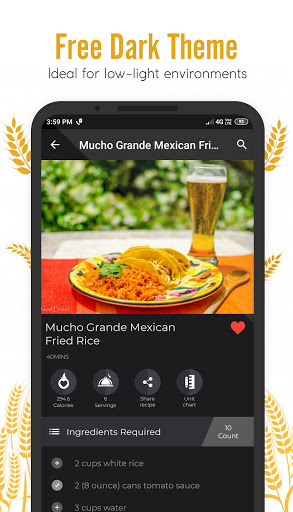 Free Dark Theme
Ideal for low-light environments
3:59 PM
4G
Mucho Grande Mexican Fri...
Mucho Grande Mexican
Fried Rice
40MINS
294.6
Calories
6
Servings
Share
recipe
Unit
chart
Ingredients Required
10
Count
2 cups white rice
2 (8 ounce) cans tomato sauce
3 cups water